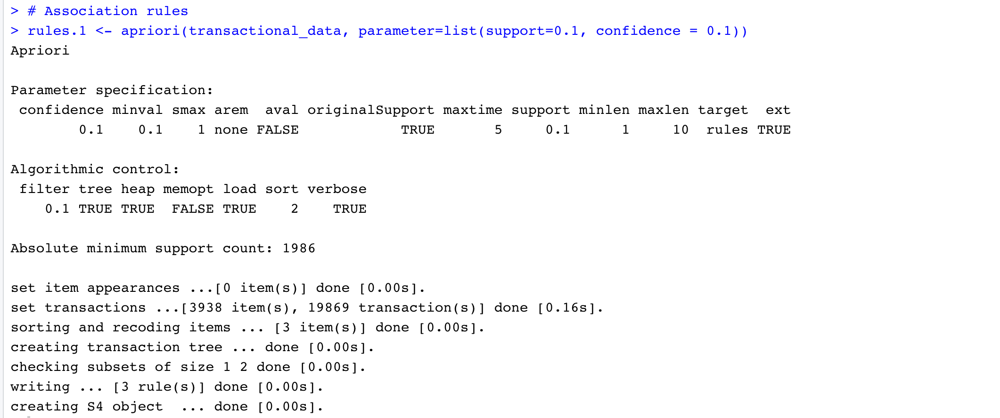 > # Association rules
> rules.1 <- apriori(transactional_data, parameter=list(support=0.1, confidence = 0.1))
Apriori
Parameter specification:
confidence minval smax arem aval originalSupport maxtime support minlen maxlen target ext
0.1 0.1 1 none FALSE TRUE 5 0.1 1 10 rules TRUE
Algorithmic control:
filter tree heap memopt load sort verbose
0.1 TRUE TRUE FALSE TRUE 2 TRUE
Absolute minimum support count: 1986
set item appearances ...[0 item(s)] done [0.00s].
set transactions ...[3938 item(s), 19869 transaction(s)] done [0.16s].
sorting and recoding items ... [3 item(s)] done [0.00s].
creating transaction tree ... done [0.00s].
checking subsets of size 1 2 done [0.00s].
writing ... [3 rule(s)] done [0.00s].
creating S4 object ... done [0.00s].